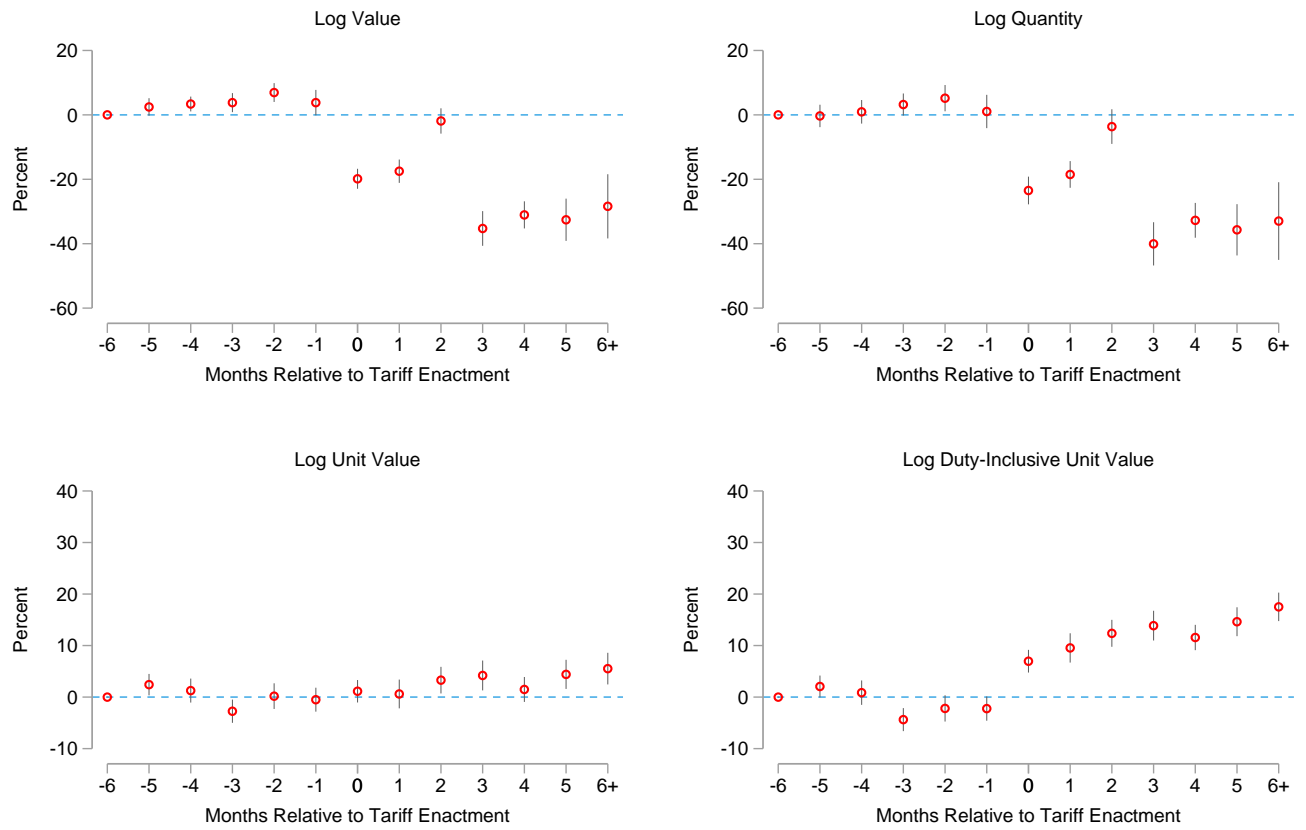 Log Value
20
0
-20
-40
-60
Percent
-6 -5 -4 -3 -2 -1 0 1 2 3 4 5 6+
Months Relative to Tariff Enactment
Log Quantity
20
0
-20
-40
-60
Percent
-6 -5 -4 -3 -2 -1 0 1 2 3 4 5 6+
Months Relative to Tariff Enactment
Log Unit Value
40
30
20
10
0
-10
Percent
-6 -5 -4 -3 -2 -1 0 1 2 3 4 5 6+
Months Relative to Tariff Enactment
Log Duty-Inclusive Unit Value
40
30
20
10
0
-10
Percent
-6 -5 -4 -3 -2 -1 0 1 2 3 4 5 6+
Months Relative to Tariff Enactment